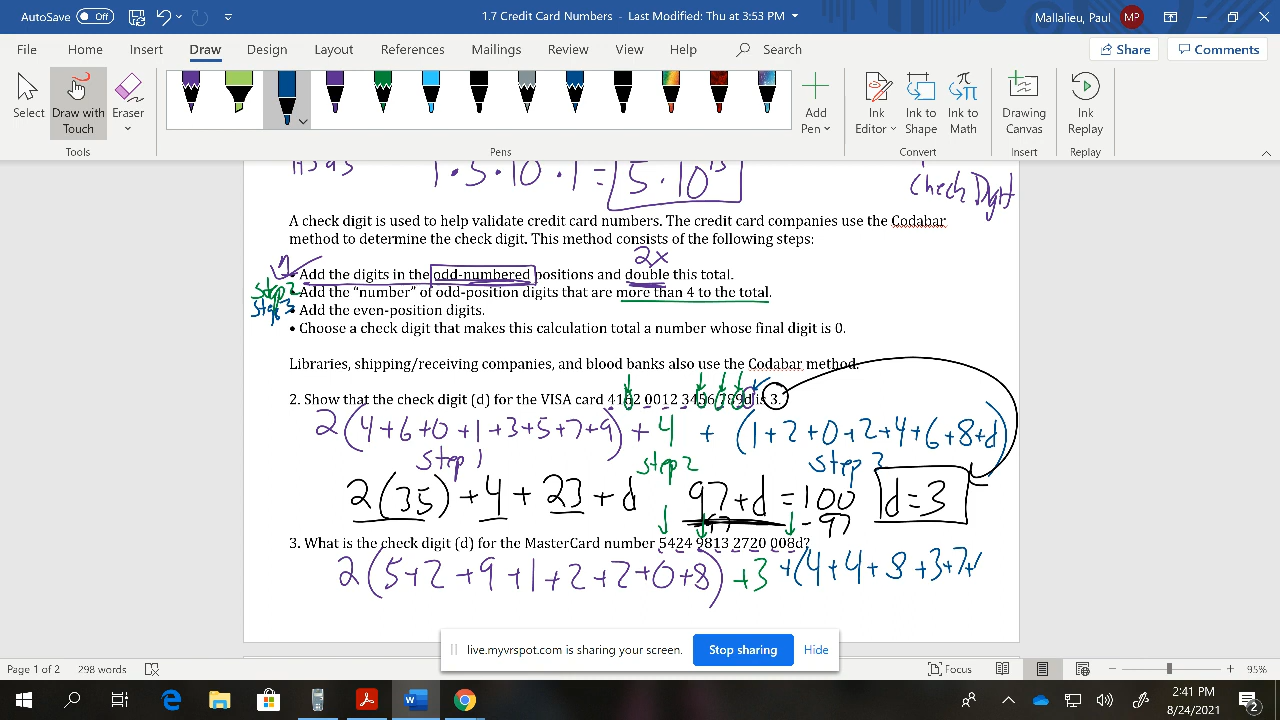 AutoSave Off 1.7 Credit Card Numbers - Last Modified: Thu at 3:53 PM Mallalieu, Paul MP
File Home Insert Draw Design Layout References Mailings Review View Help Search Share Comments
Select Draw with Touch Eraser Add Pen Ink Editor Ink to Shape Ink to Math Drawing Canvas Ink Replay
Tools Pens Convert Insert Replay
1 · 5 · 10 · 1 = 5 · 10^15
Check Digit
A check digit is used to help validate credit card numbers. The credit card companies use the Codabar
method to determine the check digit. This method consists of the following steps:
2x
• Add the digits in the odd-numbered positions and double this total.
Step 2 • Add the “number” of odd-position digits that are more than 4 to the total.
Step 3 • Add the even-position digits.
• Choose a check digit that makes this calculation total a number whose final digit is 0.
Libraries, shipping/receiving companies, and blood banks also use the Codabar method.
2. Show that the check digit (d) for the VISA card 4162 0012 3456 789d is 3.
2(4+6+0+1+3+5+7+9) + 4 + (1+2+0+2+4+6+8+d)
Step 1 Step 2 Step 3
2(35) + 4 + 23 + d 97+d = 100 d=3
-97 -97
3. What is the check digit (d) for the MasterCard number 5424 9813 2720 008d?
2(5+2+9+1+2+2+0+8) +3 +(4+4+8+3+7+
live.myvrspot.com is sharing your screen. Stop sharing Hide
Page 1 of 2 298 words Focus 95%
2:41 PM
8/24/2021 2